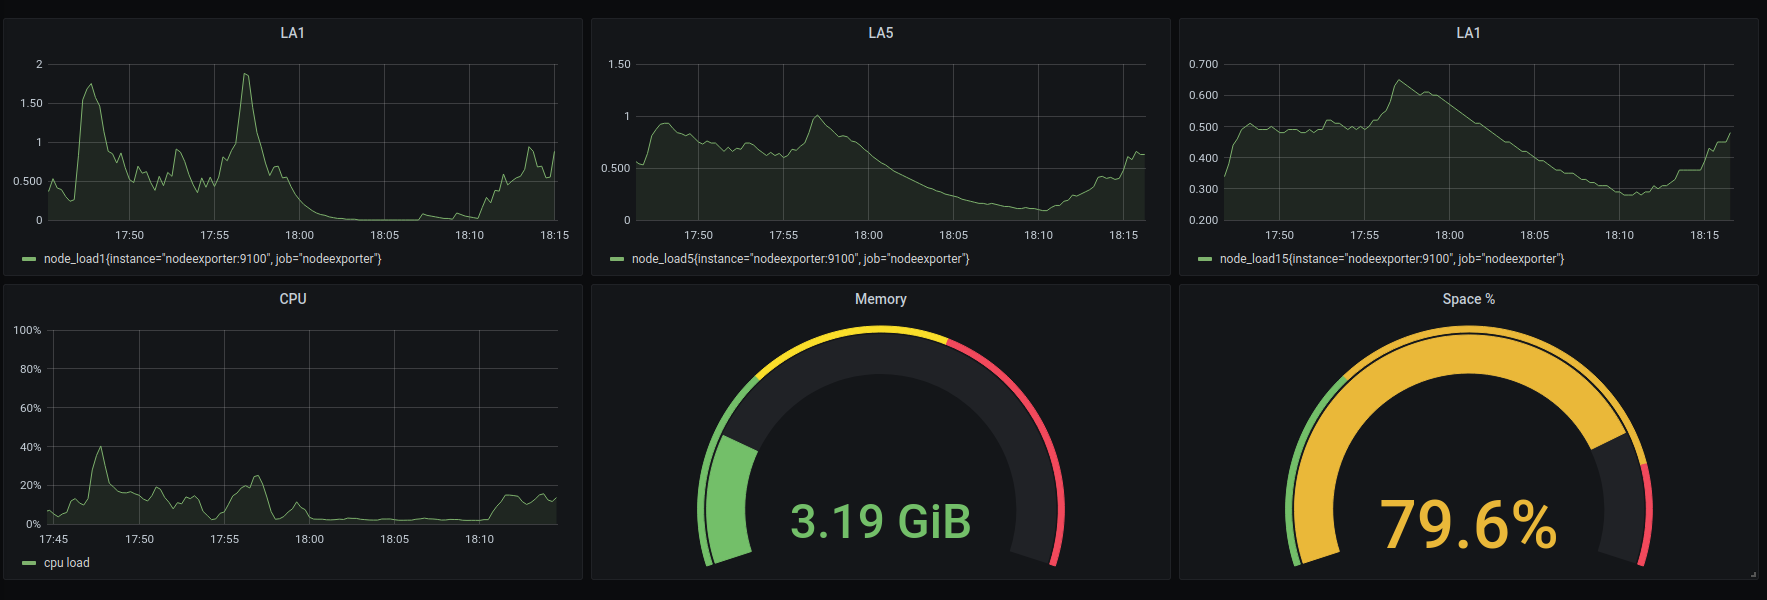 LA1
2
1.50
1
0.500
0
17:50 17:55 18:00 18:05 18:10 18:15
node_load1{instance="nodeexporter:9100", job="nodeexporter"}
LA5
1.50
1
0.500
0
17:50 17:55 18:00 18:05 18:10 18:15
node_load5{instance="nodeexporter:9100", job="nodeexporter"}
LA1
0.700
0.600
0.500
0.400
0.300
0.200
17:50 17:55 18:00 18:05 18:10 18:15
node_load15{instance="nodeexporter:9100", job="nodeexporter"}
CPU
100%
80%
60%
40%
20%
0%
17:45 17:50 17:55 18:00 18:05 18:10
cpu load
Memory
3.19 GiB
Space %
79.6%